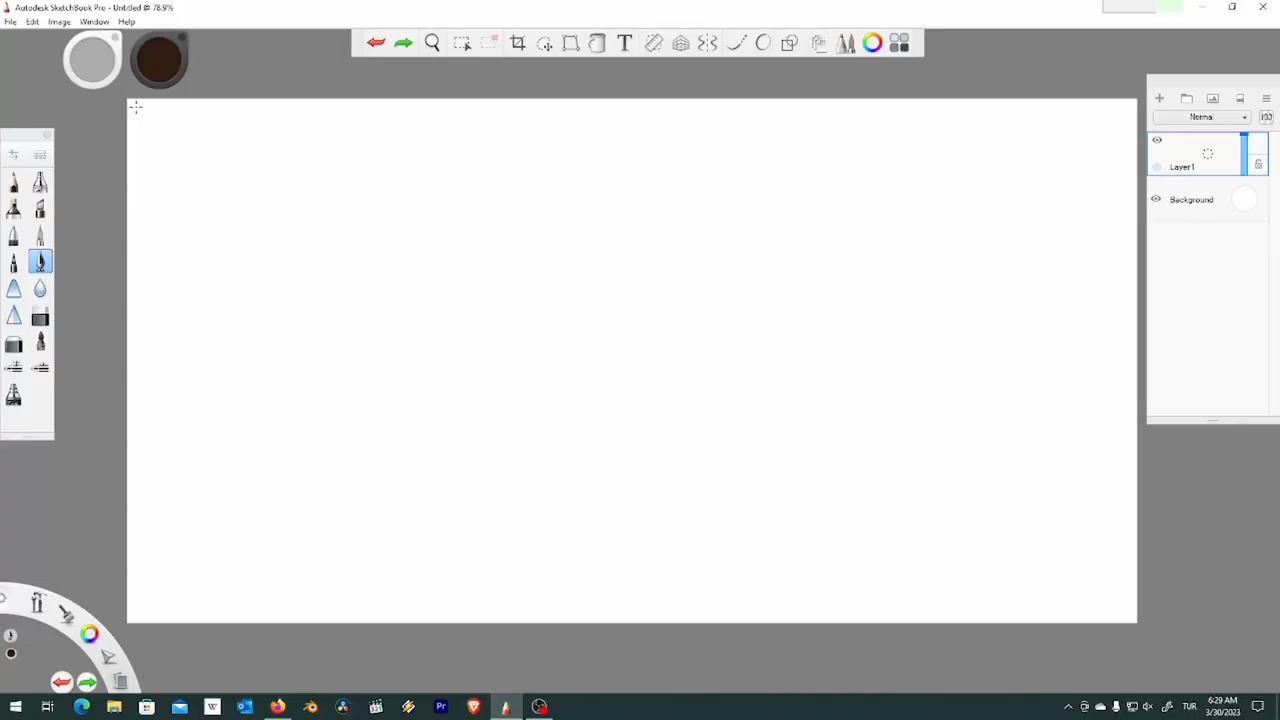 Autodesk SketchBook Pro - Untitled @ 78.9%
File Edit Image Window Help
T
Normal
100
Layer1
Background
W
Pr
TUR
6:29 AM
3/30/2023